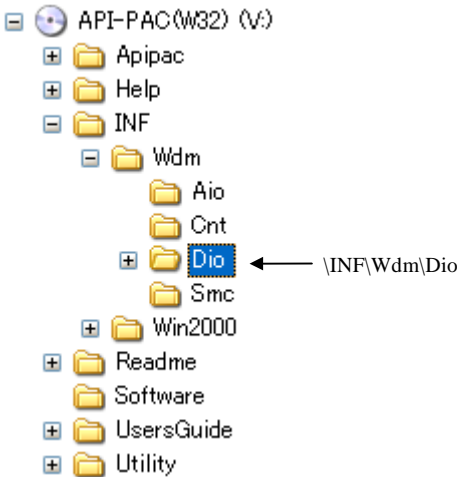 API-PAC(W32) (V:)
Apipac
Help
INF
Wdm
Aio
Cnt
Dio
\INF\Wdm\Dio
Smc
Win2000
Readme
Software
UsersGuide
Utility